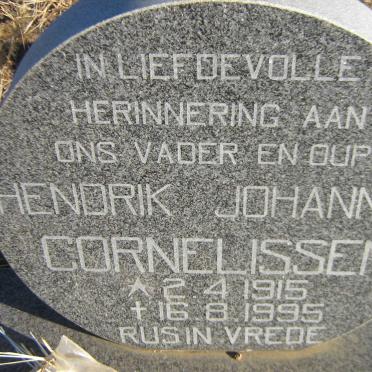 IN LIEFDEVOLLE
HERINNERING AAN
ONS VADER EN OUP
HENDRIK JOHANN
CORNELISSEN
* 2.4.1915
† 16.8.1995
RUS IN VREDE